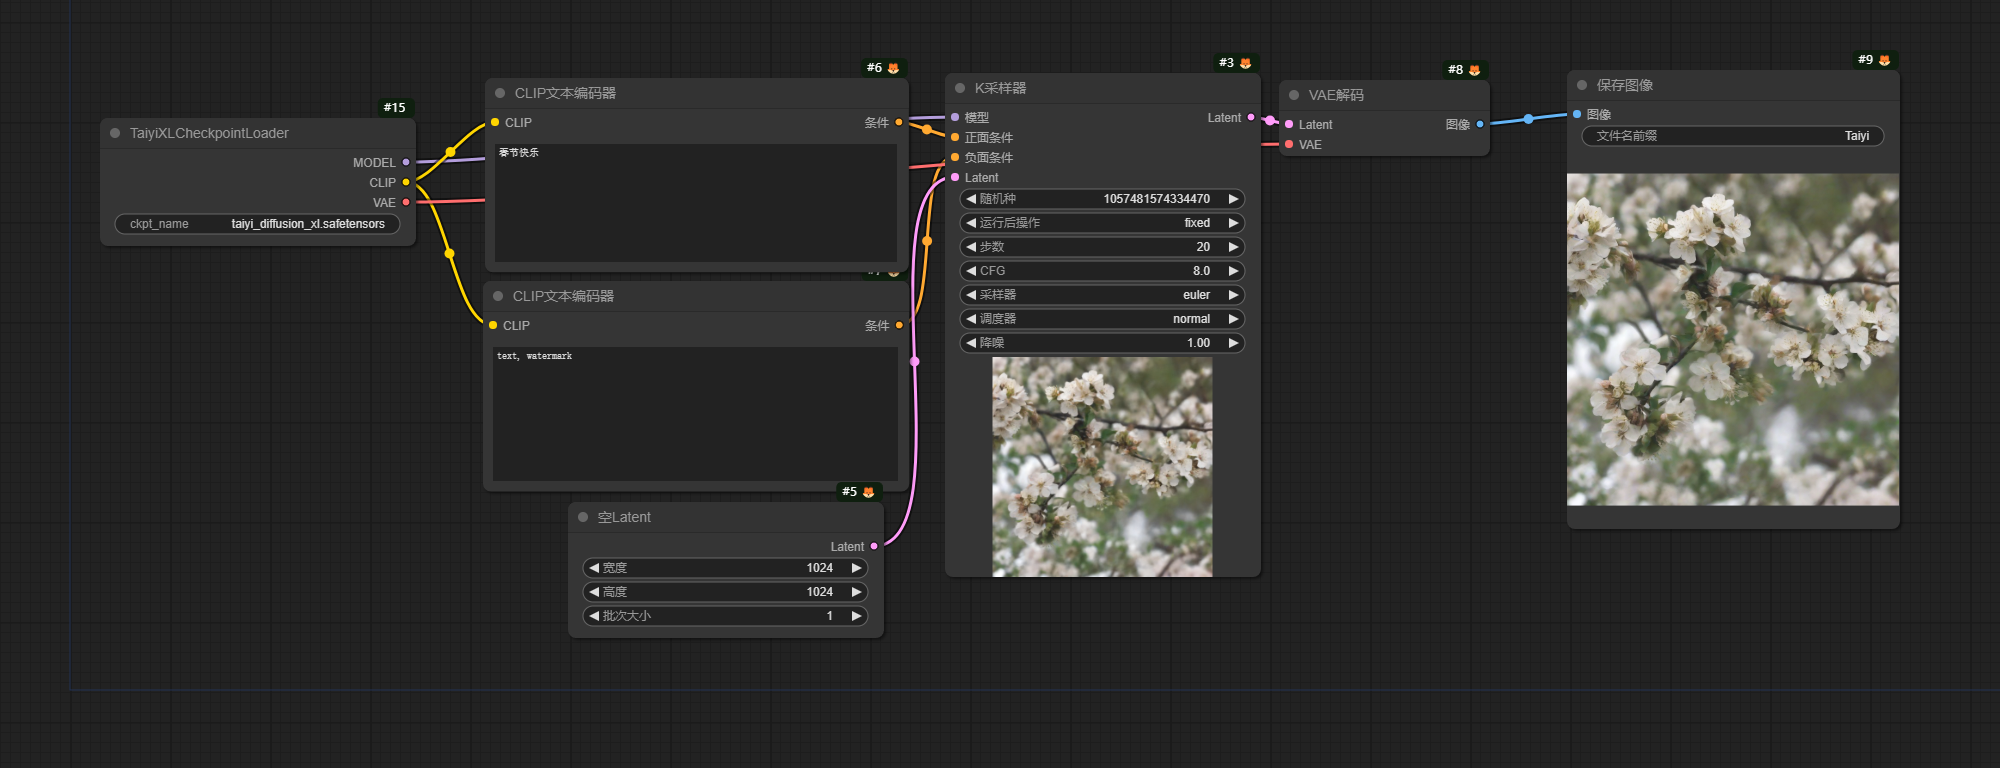 #15
TaiyiXLCheckpointLoader
MODEL
CLIP
VAE
ckpt_name taiyi_diffusion_xl.safetensors
#6
CLIP文本编码器
CLIP 条件
春节快乐
CLIP文本编码器
CLIP 条件
text, watermark
#5
空Latent
Latent
宽度 1024
高度 1024
批次大小 1
#3
K采样器
模型 Latent
正面条件
负面条件
Latent
随机种 1057481574334470
运行后操作 fixed
步数 20
CFG 8.0
采样器 euler
调度器 normal
降噪 1.00
#8
VAE解码
Latent 图像
VAE
#9
保存图像
图像
文件名前缀 Taiyi